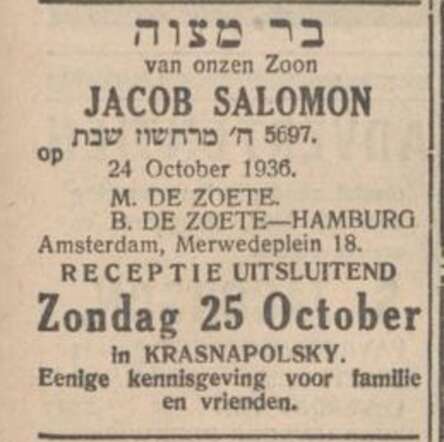 בר־מצוה
van onzen Zoon
JACOB SALOMON
op שבת ח' מרחשון 5697.
24 October 1936.
M. DE ZOETE.
B. DE ZOETE—HAMBURG
Amsterdam, Merwedeplein 18.
RECEPTIE UITSLUITEND
Zondag 25 October
in KRASNAPOLSKY.
Eenige kennisgeving voor familie
en vrienden.